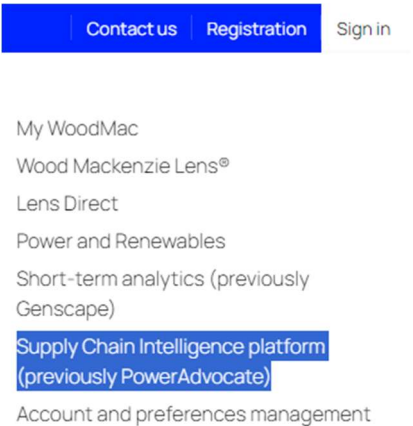 Contact us Registration Sign in
My WoodMac
Wood Mackenzie Lens®
Lens Direct
Power and Renewables
Short-term analytics (previously
Genscape)
Supply Chain Intelligence platform
(previously PowerAdvocate)
Account and preferences management